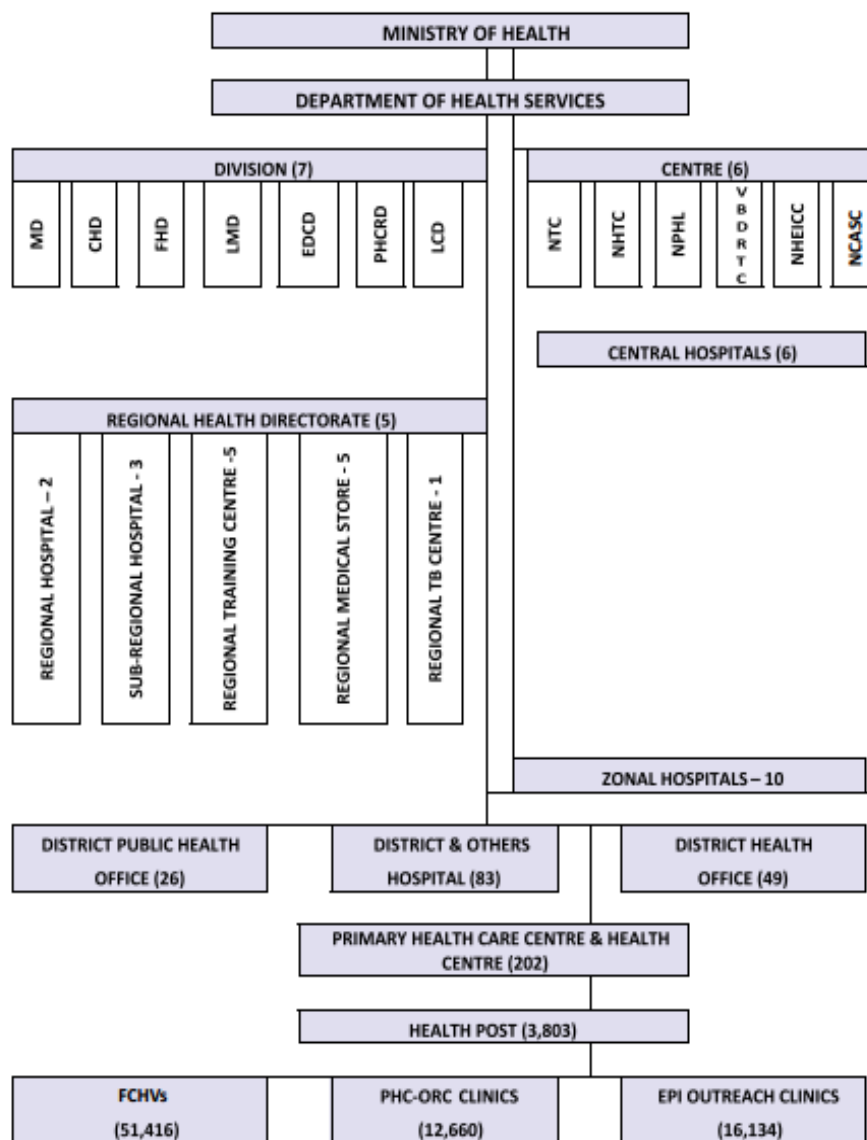 MINISTRY OF HEALTH
DEPARTMENT OF HEALTH SERVICES
DIVISION (7)
MD
CHD
FHD
LMD
EDCD
PHCRD
LCD
CENTRE (6)
NTC
NHTC
NPHL
VBDRTC
NHEICC
NCASC
CENTRAL HOSPITALS (6)
REGIONAL HEALTH DIRECTORATE (5)
REGIONAL HOSPITAL – 2
SUB-REGIONAL HOSPITAL - 3
REGIONAL TRAINING CENTRE -5
REGIONAL MEDICAL STORE - 5
REGIONAL TB CENTRE - 1
ZONAL HOSPITALS – 10
DISTRICT PUBLIC HEALTH
OFFICE (26)
DISTRICT & OTHERS
HOSPITAL (83)
DISTRICT HEALTH
OFFICE (49)
PRIMARY HEALTH CARE CENTRE & HEALTH
CENTRE (202)
HEALTH POST (3,803)
FCHVs
(51,416)
PHC-ORC CLINICS
(12,660)
EPI OUTREACH CLINICS
(16,134)